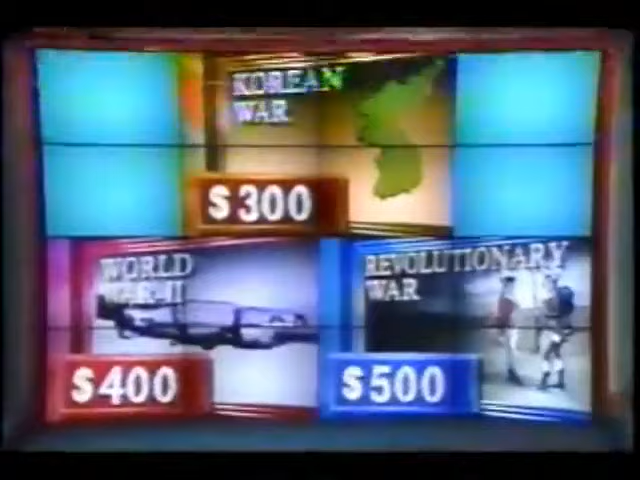 KOREAN
WAR
$300
WORLD
WAR II
$400
REVOLUTIONARY
WAR
$500